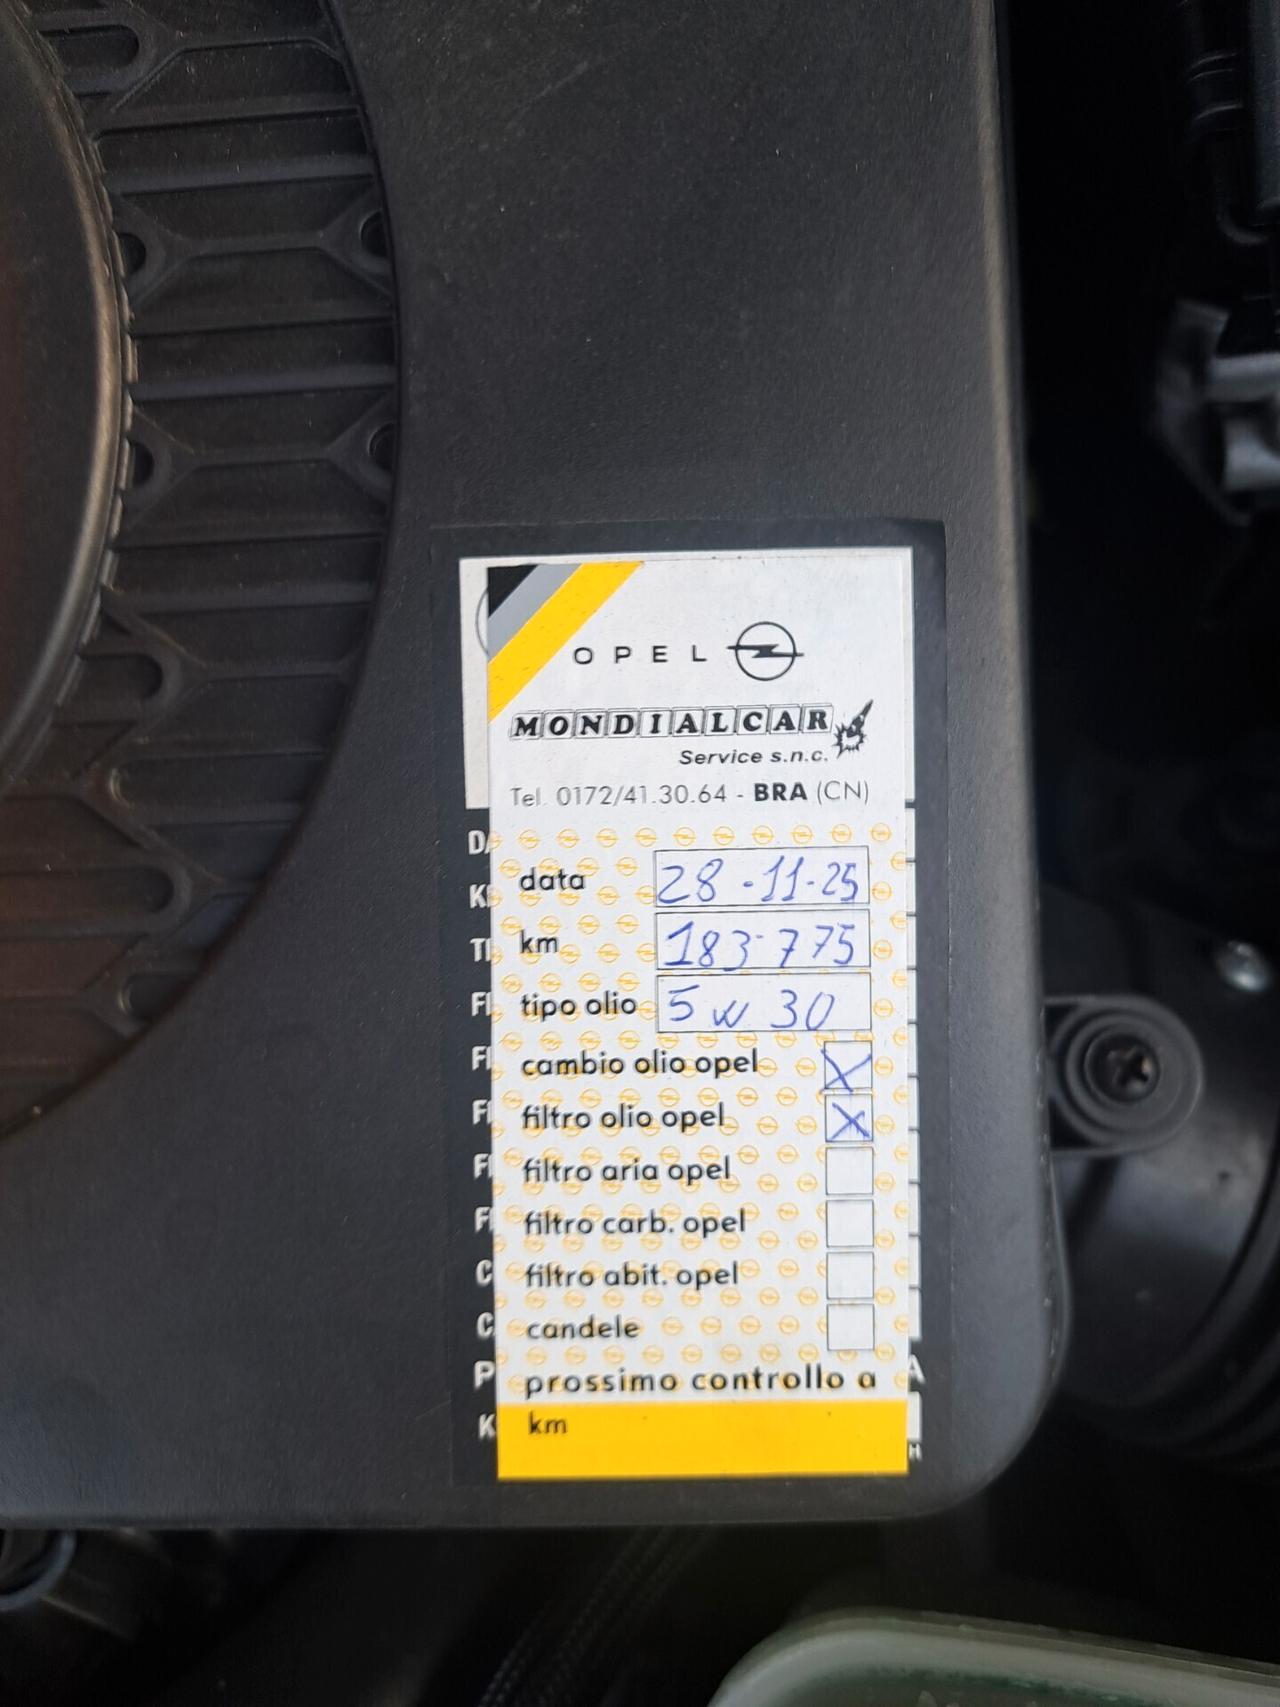 OPEL
MONDIALCAR
Service s.n.c.
Tel. 0172/41.30.64 - BRA (CN)
data 28-11-25
km 183.775
tipo olio 5 w 30
cambio olio opel X
filtro olio opel X
filtro aria opel
filtro carb. opel
filtro abit. opel
candele
prossimo controllo a
km